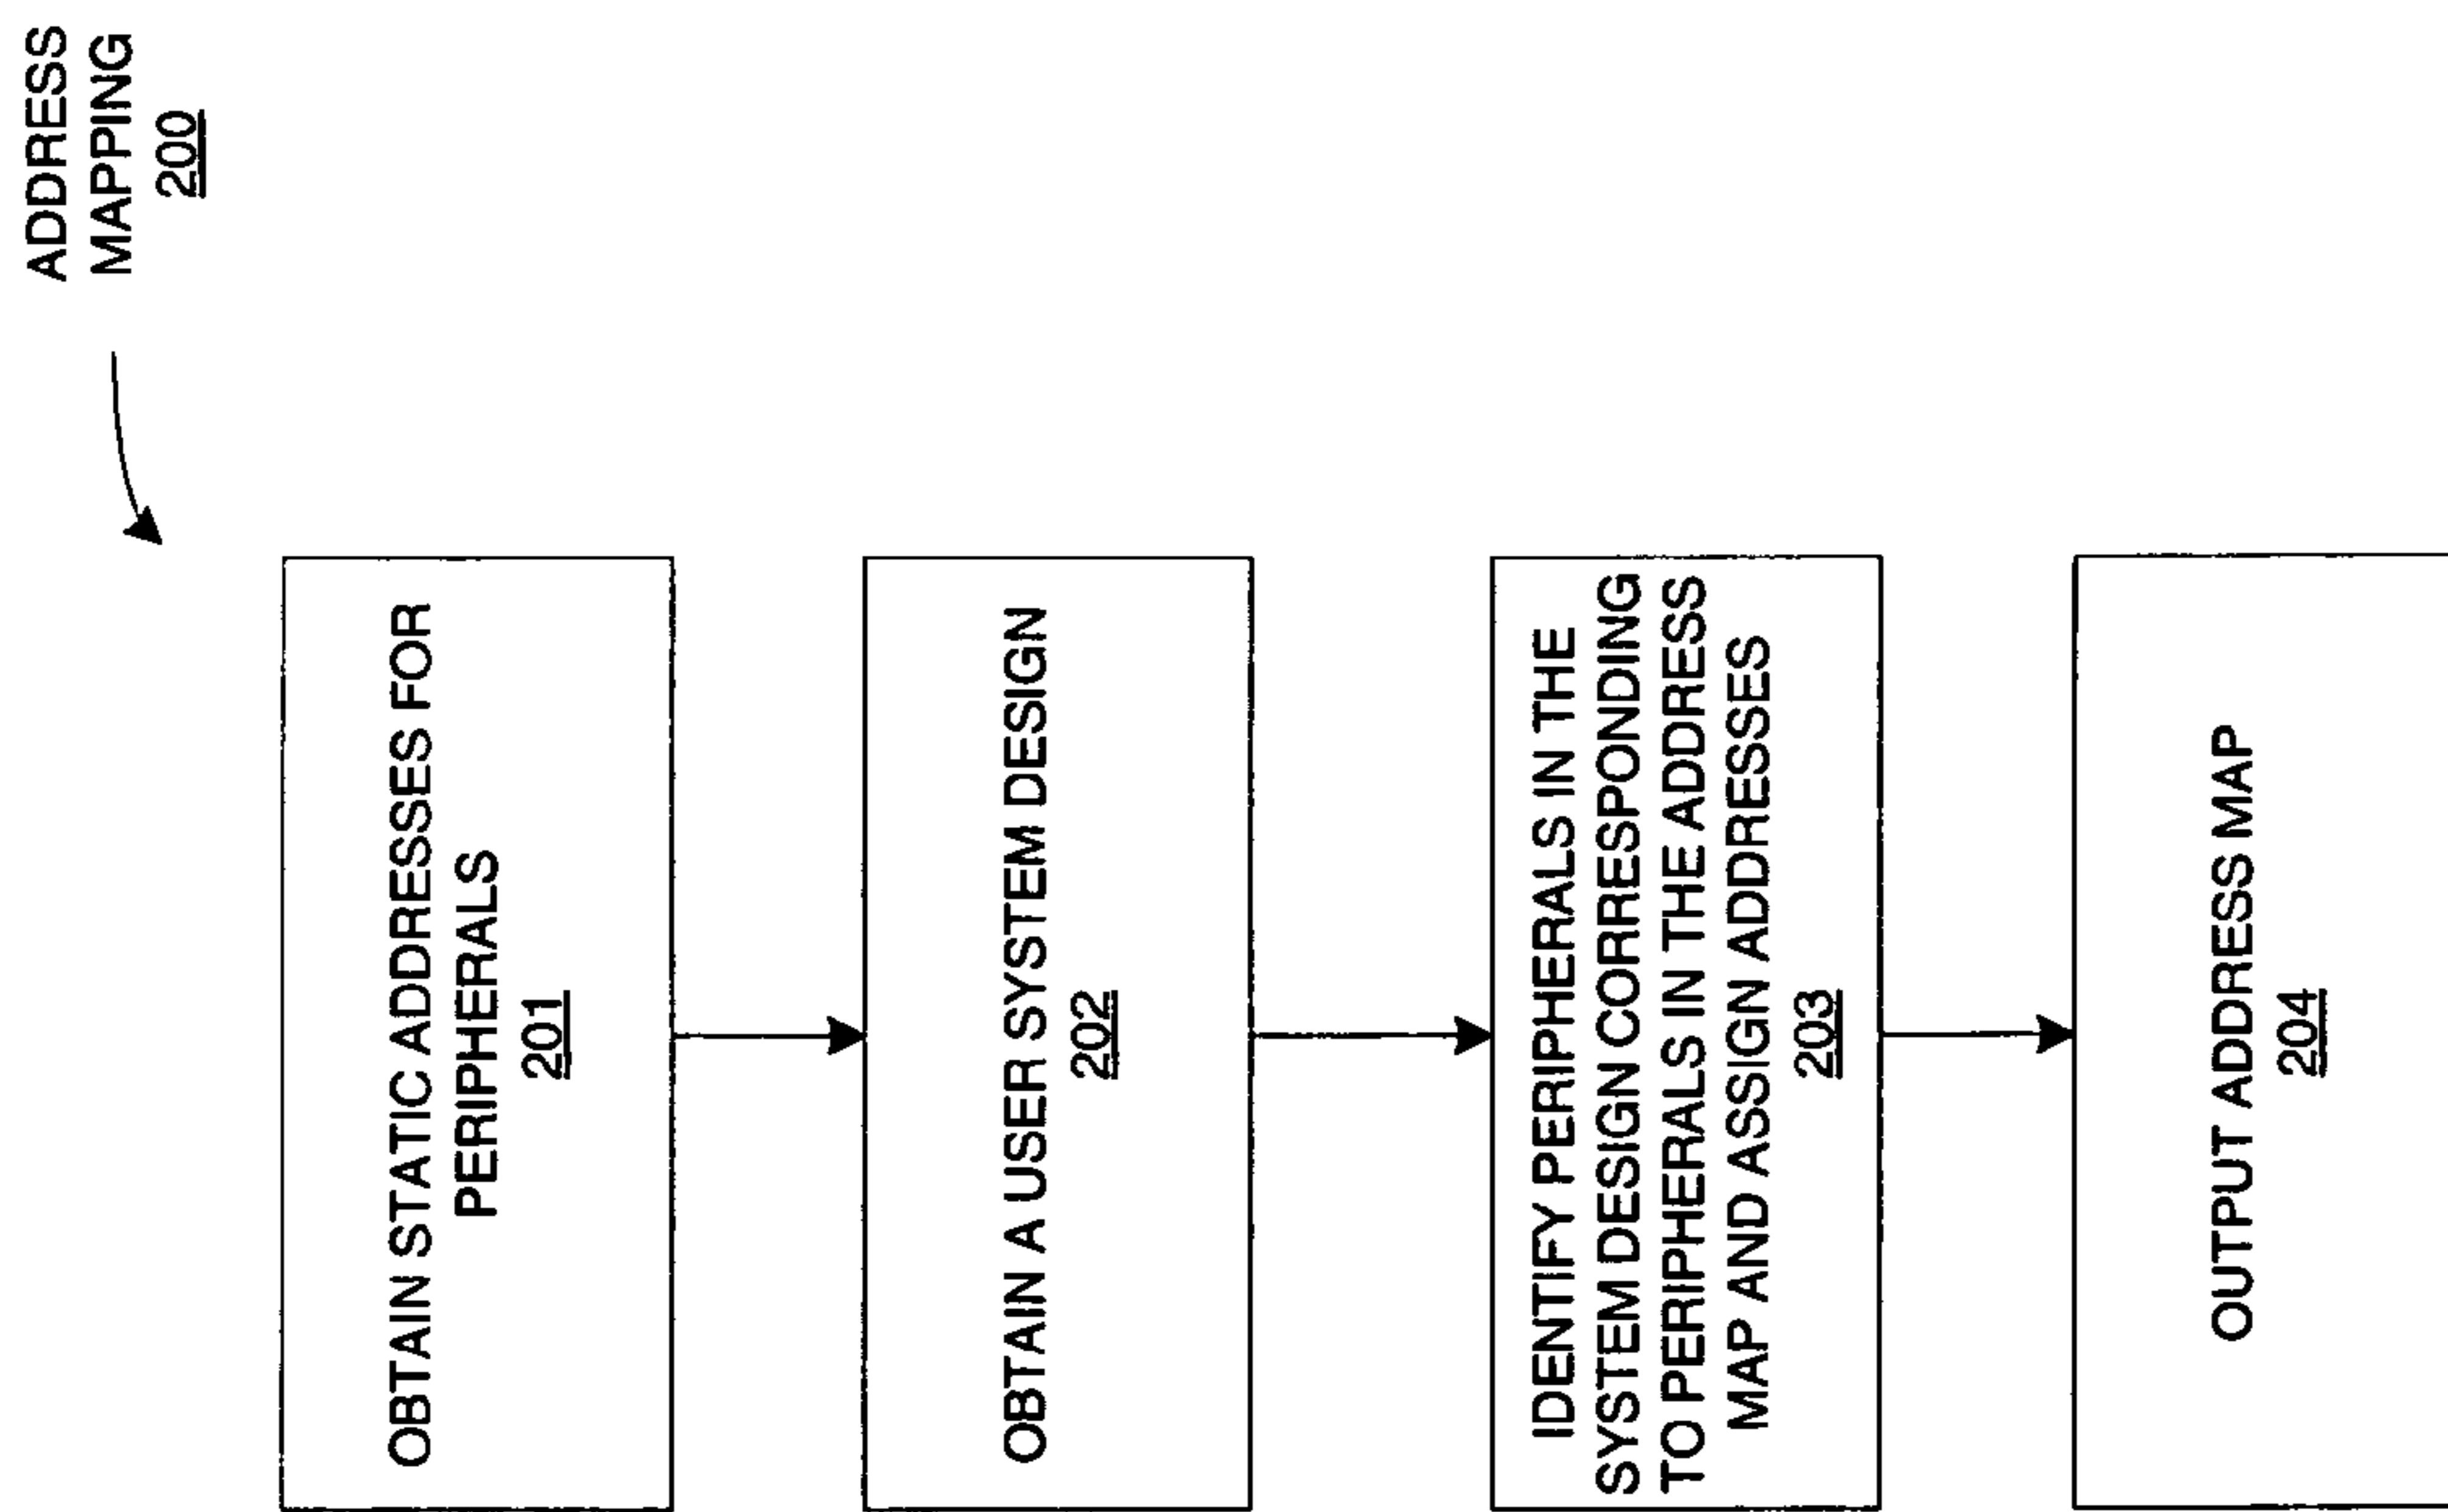 ADDRESS
MAPPING
200
OBTAIN STATIC ADDRESSES FOR
PERIPHERALS
201
OBTAIN A USER SYSTEM DESIGN
202
IDENTIFY PERIPHERALS IN THE
SYSTEM DESIGN CORRESPONDING
TO PERIPHERALS IN THE ADDRESS
MAP AND ASSIGN ADDRESSES
203
OUTPUT ADDRESS MAP
204